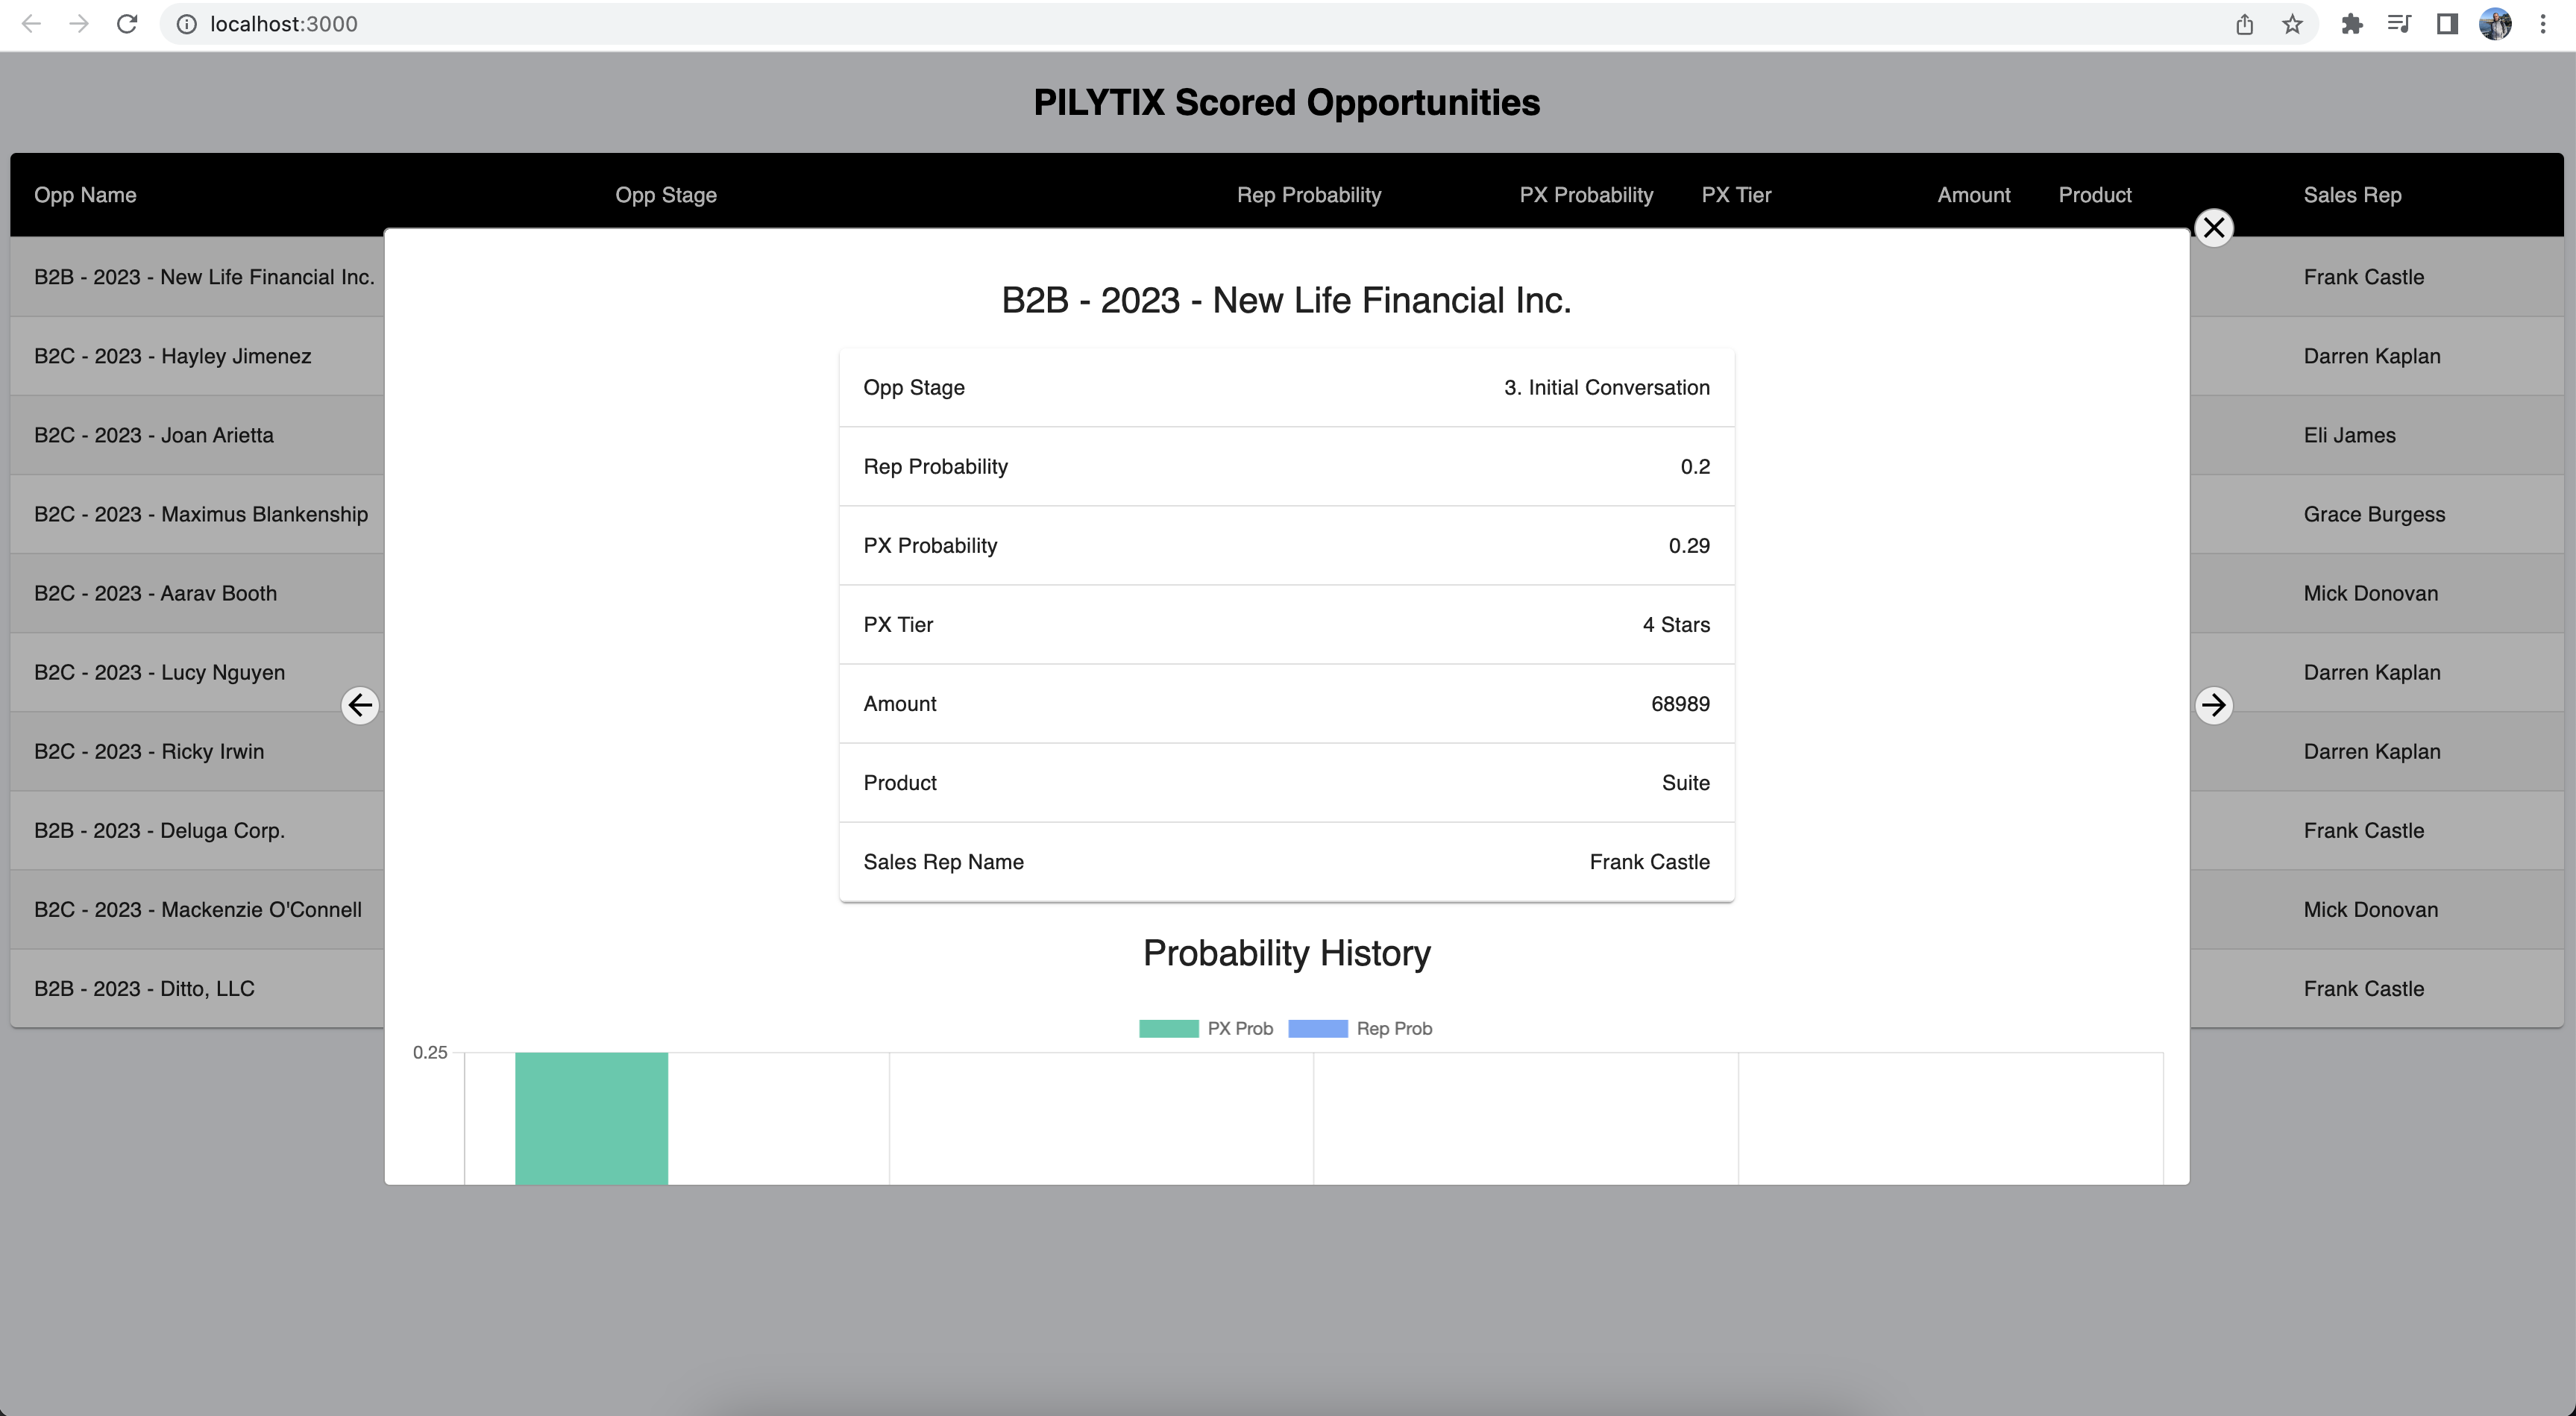 localhost:3000
PILYTIX Scored Opportunities
Opp Name Opp Stage Rep Probability PX Probability PX Tier Amount Product Sales Rep
B2B - 2023 - New Life Financial Inc. Frank Castle
B2C - 2023 - Hayley Jimenez Darren Kaplan
B2C - 2023 - Joan Arietta Eli James
B2C - 2023 - Maximus Blankenship Grace Burgess
B2C - 2023 - Aarav Booth Mick Donovan
B2C - 2023 - Lucy Nguyen Darren Kaplan
B2C - 2023 - Ricky Irwin Darren Kaplan
B2B - 2023 - Deluga Corp. Frank Castle
B2C - 2023 - Mackenzie O'Connell Mick Donovan
B2B - 2023 - Ditto, LLC Frank Castle
B2B - 2023 - New Life Financial Inc.
Opp Stage 3. Initial Conversation
Rep Probability 0.2
PX Probability 0.29
PX Tier 4 Stars
Amount 68989
Product Suite
Sales Rep Name Frank Castle
Probability History
PX Prob Rep Prob
0.25